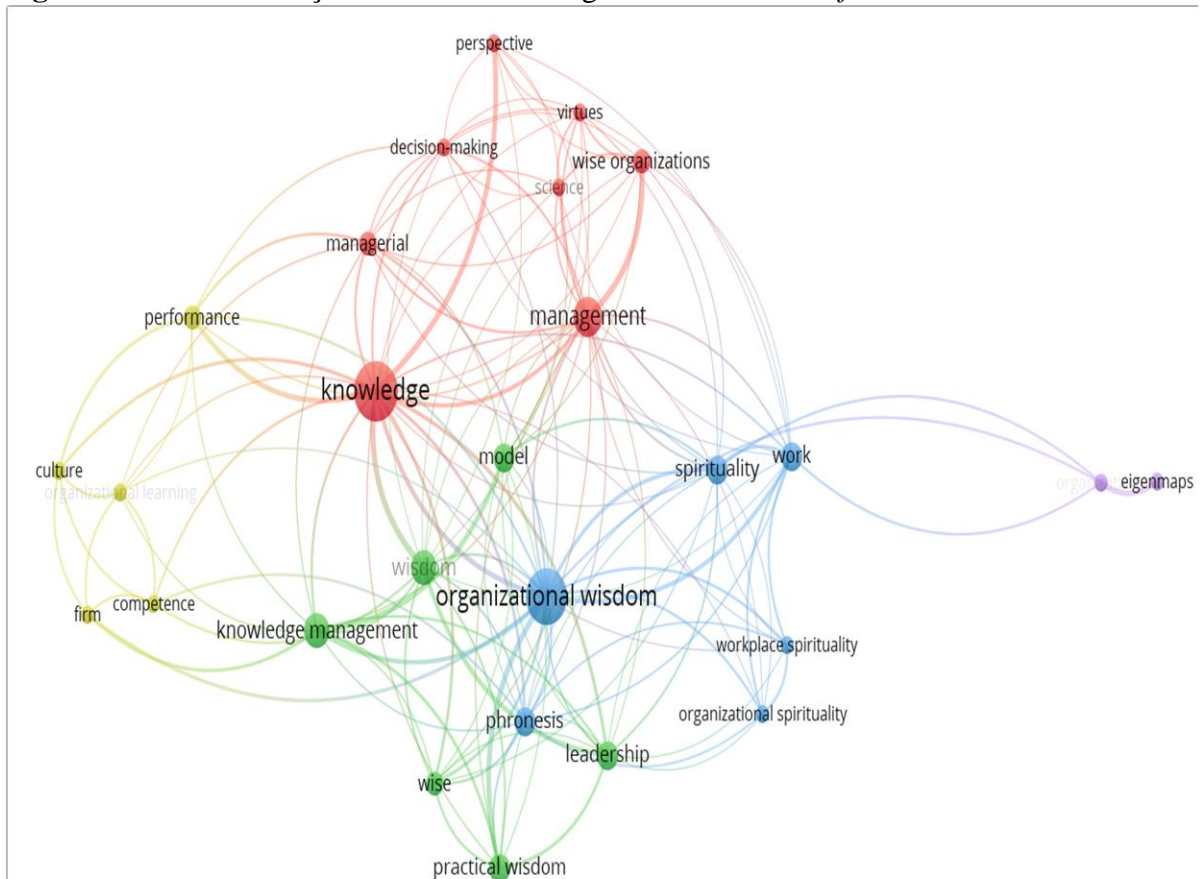 perspective
virtues
decision-making
wise organizations
science
managerial
performance
management
knowledge
model
work
spirituality
culture
organizational learning
eigenmaps
wisdom
organizational wisdom
competence
firm
knowledge management
workplace spirituality
organizational spirituality
phronesis
leadership
wise
practical wisdom